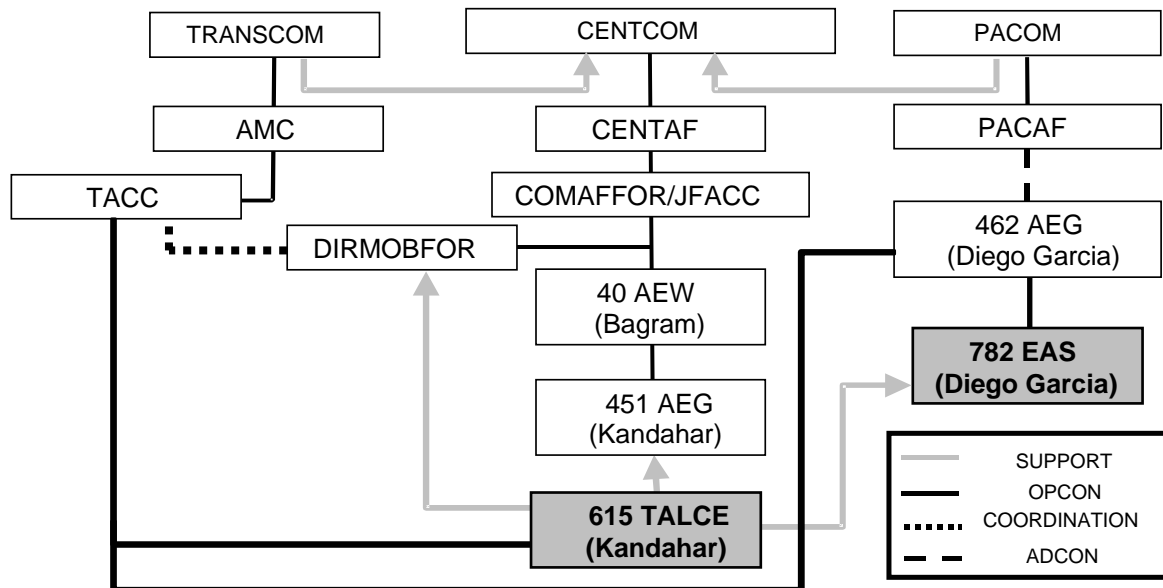 TRANSCOM
CENTCOM
PACOM
AMC
CENTAF
PACAF
TACC
COMAFFOR/JFACC
DIRMOBFOR
462 AEG
(Diego Garcia)
40 AEW
(Bagram)
782 EAS
(Diego Garcia)
451 AEG
(Kandahar)
615 TALCE
(Kandahar)
SUPPORT
OPCON
COORDINATION
ADCON